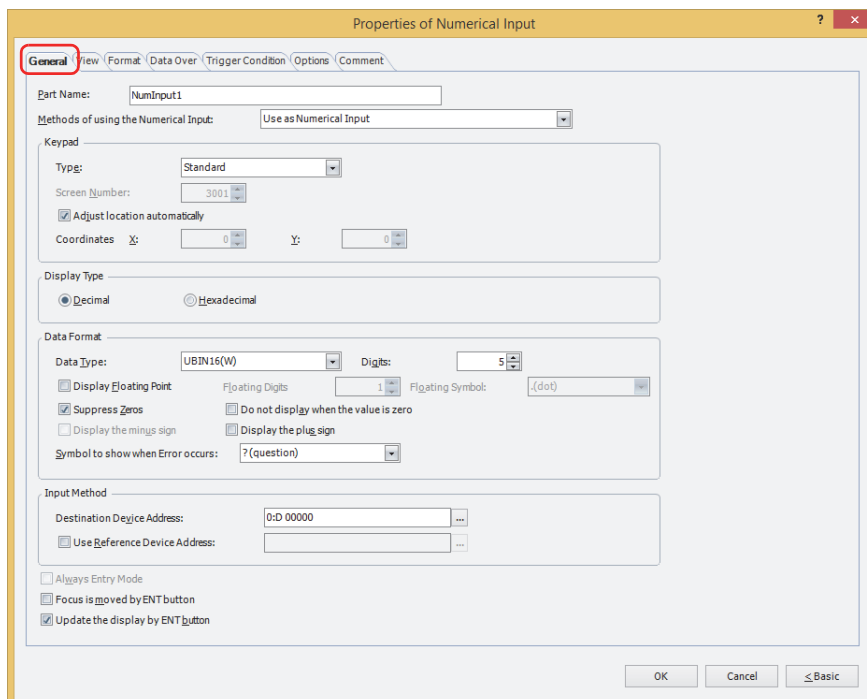 Properties of Numerical Input ? ×
General View Format Data Over Trigger Condition Options Comment
Part Name: NumInput1
Methods of using the Numerical Input: Use as Numerical Input
Keypad
Type: Standard
Screen Number: 3001
Adjust location automatically
Coordinates X: 0 Y: 0
Display Type
Decimal Hexadecimal
Data Format
Data Type: UBIN16(W) Digits: 5
Display Floating Point Floating Digits 1 Floating Symbol: .(dot)
Suppress Zeros Do not display when the value is zero
Display the minus sign Display the plus sign
Symbol to show when Error occurs: ? (question)
Input Method
Destination Device Address: 0:D 00000 ...
Use Reference Device Address: ...
Always Entry Mode
Focus is moved by ENT button
Update the display by ENT button
OK Cancel < Basic